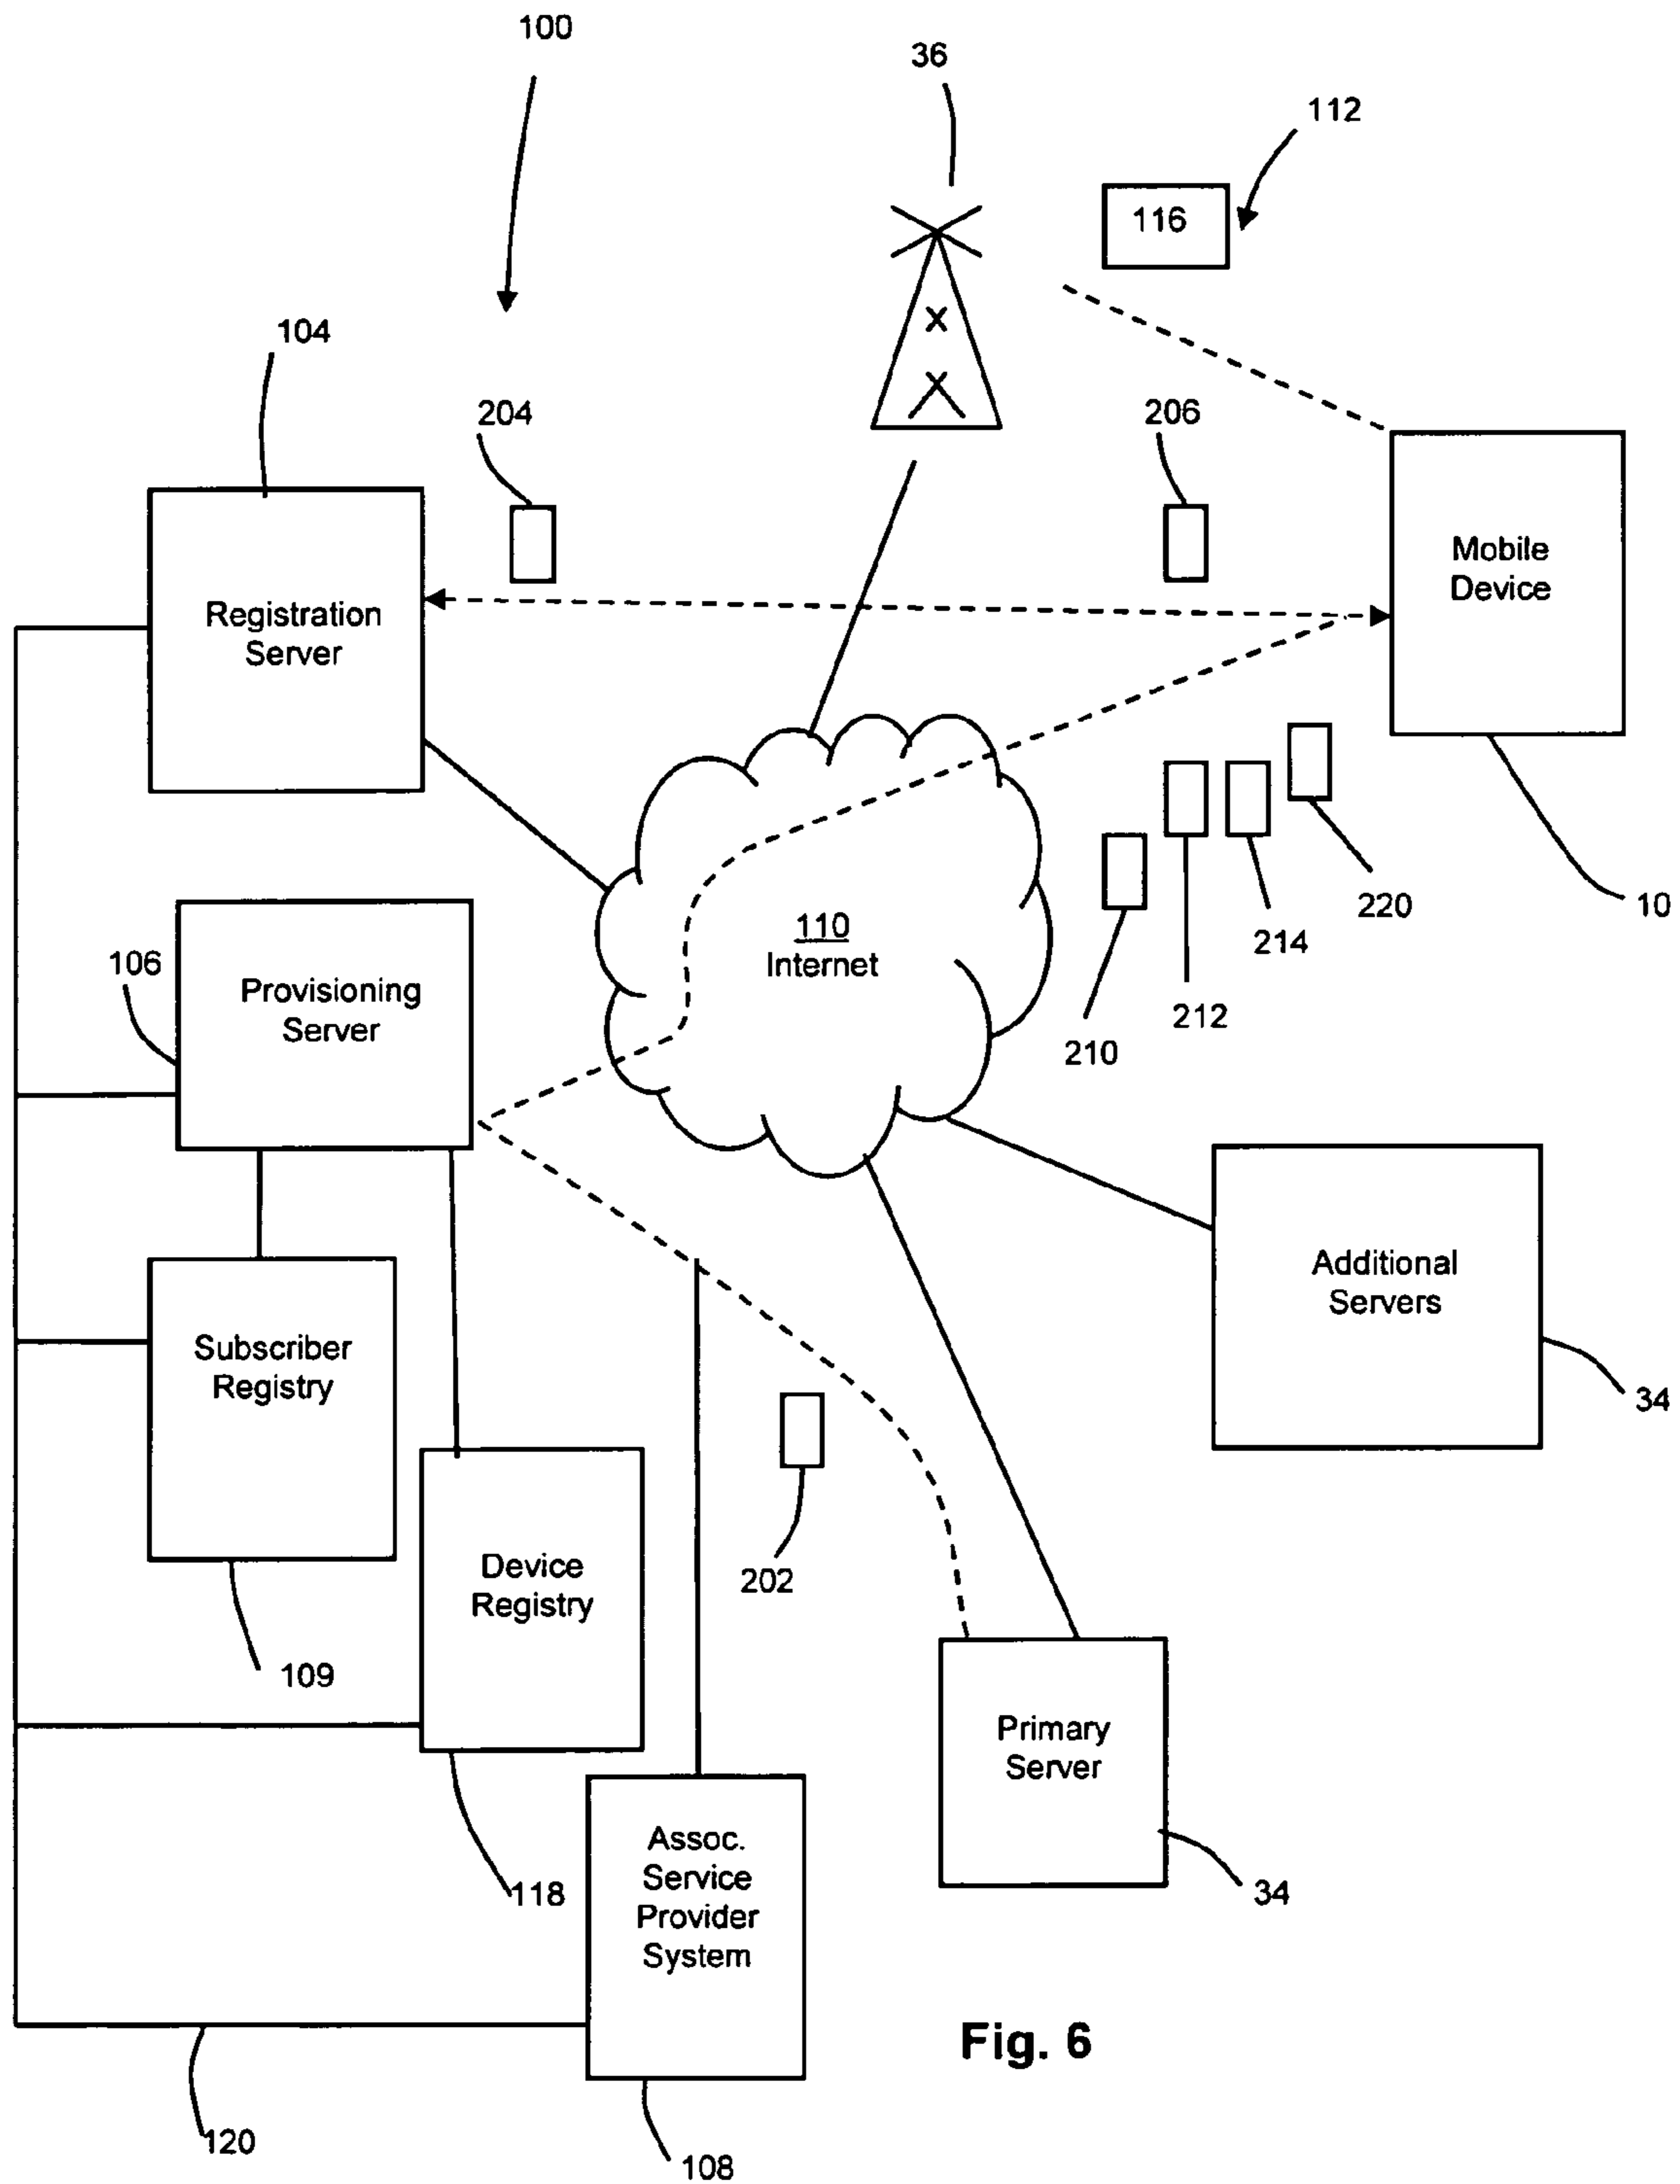 100
36
112
116
104
204
206
Mobile
Device
Registration
Server
10
220
214
212
210
110
Internet
106
Provisioning
Server
Additional
Servers
34
Subscriber
Registry
202
Device
Registry
109
Primary
Server
34
118
Assoc.
Service
Provider
System
120
108
Fig. 6